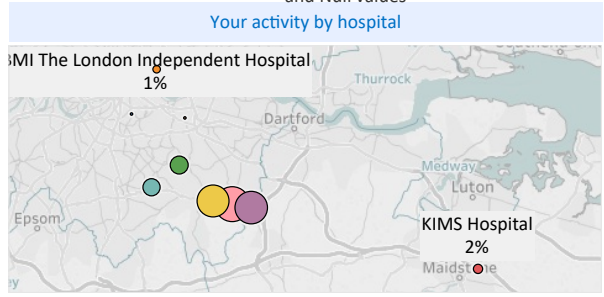 and Null values
Your activity by hospital
BMI The London Independent Hospital
1%
Thurrock
Dartford
Medway
Luton
Epsom
KIMS Hospital
2%
Maidstone